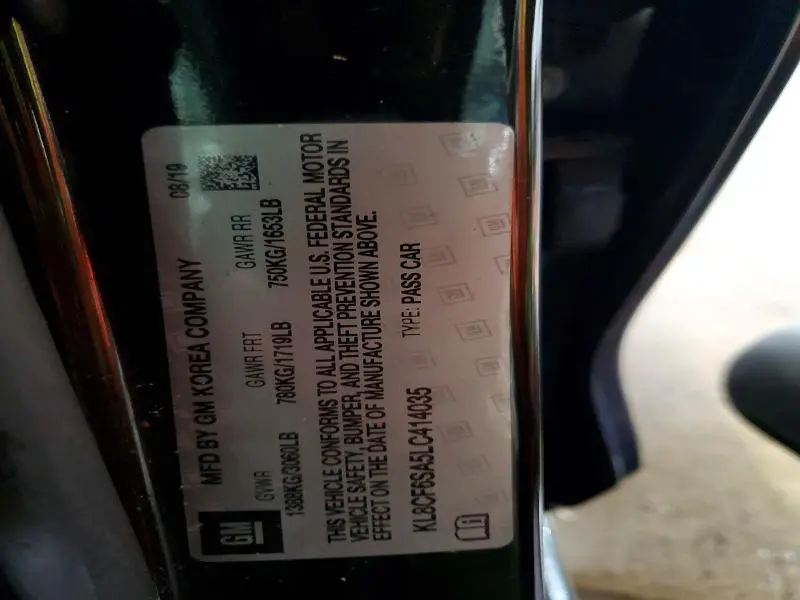 MFD BY GM KOREA COMPANY 08/19
GVWR GAWR FRT GAWR RR
1388KG/3060LB 780KG/1719LB 750KG/1653LB
THIS VEHICLE CONFORMS TO ALL APPLICABLE U.S. FEDERAL MOTOR
VEHICLE SAFETY, BUMPER, AND THEFT PREVENTION STANDARDS IN
EFFECT ON THE DATE OF MANUFACTURE SHOWN ABOVE.
KL8CF6SA5LC414035 TYPE: PASS CAR
GM